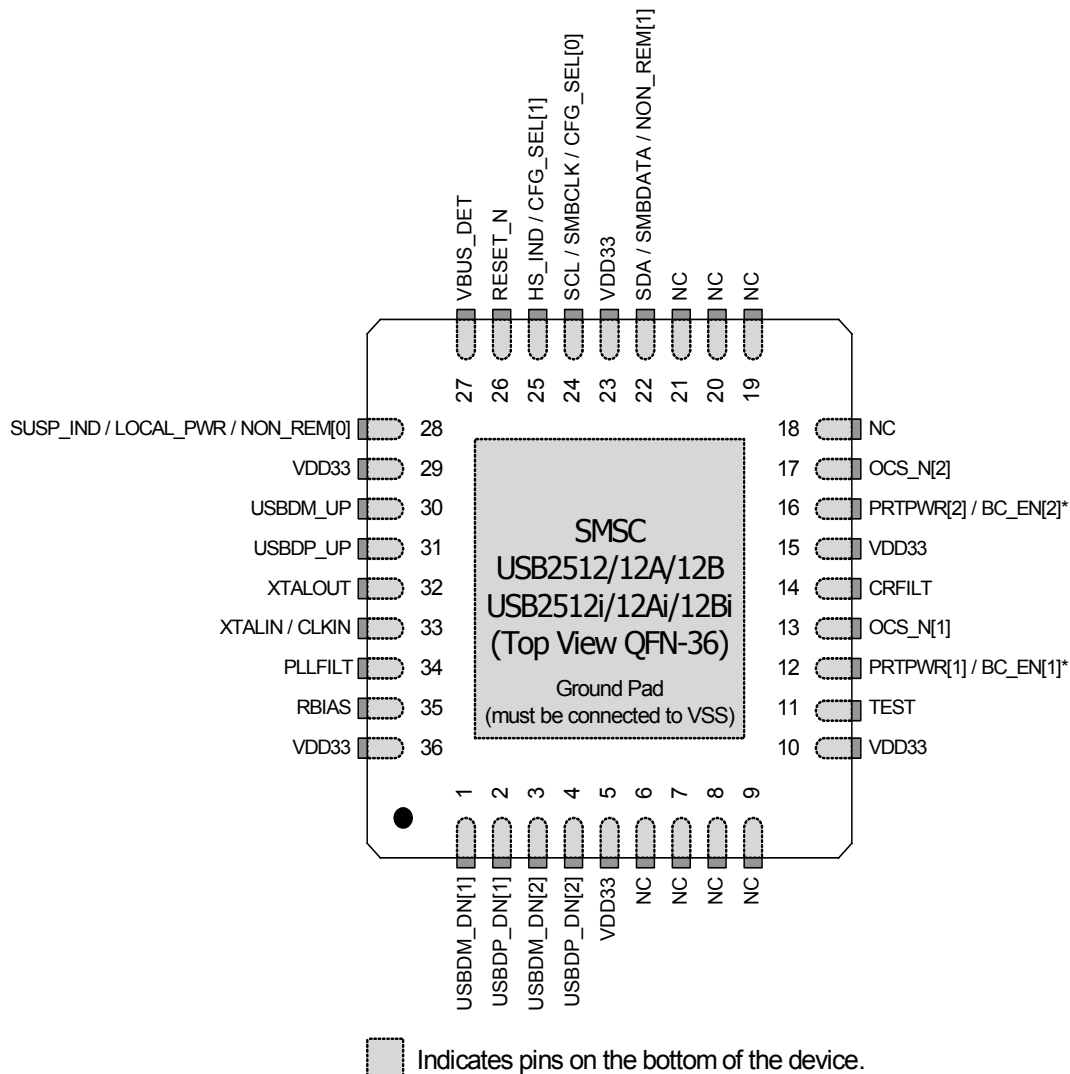 VBUS_DET
RESET_N
HS_IND / CFG_SEL[1]
SCL / SMBCLK / CFG_SEL[0]
VDD33
SDA / SMBDATA / NON_REM[1]
NC
NC
NC
27
26
25
24
23
22
21
20
19
SUSP_IND / LOCAL_PWR / NON_REM[0] 28
VDD33 29
USBDM_UP 30
USBDP_UP 31
XTALOUT 32
XTALIN / CLKIN 33
PLLFILT 34
RBIAS 35
VDD33 36
SMSC
USB2512/12A/12B
USB2512i/12Ai/12Bi
(Top View QFN-36)
Ground Pad
(must be connected to VSS)
18 NC
17 OCS_N[2]
16 PRTPWR[2] / BC_EN[2]*
15 VDD33
14 CRFILT
13 OCS_N[1]
12 PRTPWR[1] / BC_EN[1]*
11 TEST
10 VDD33
1
2
3
4
5
6
7
8
9
USBDM_DN[1]
USBDP_DN[1]
USBDM_DN[2]
USBDP_DN[2]
VDD33
NC
NC
NC
NC
Indicates pins on the bottom of the device.